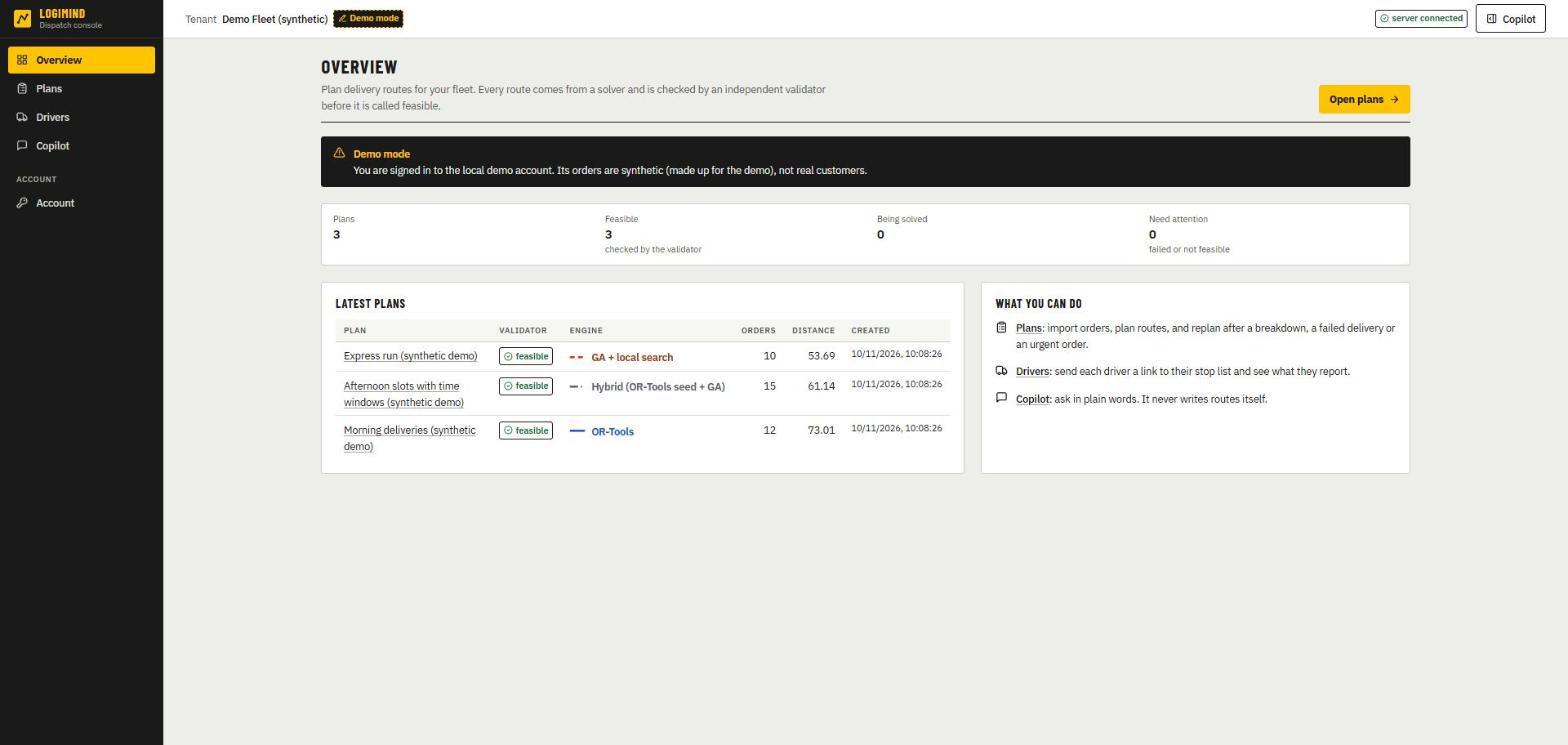 LOGIMIND
Dispatch console
Overview
Plans
Drivers
Copilot
ACCOUNT
Account
Tenant Demo Fleet (synthetic) Demo mode
server connected
Copilot
OVERVIEW
Plan delivery routes for your fleet. Every route comes from a solver and is checked by an independent validator
before it is called feasible.
Open plans
Demo mode
You are signed in to the local demo account. Its orders are synthetic (made up for the demo), not real customers.
Plans
3
Feasible
3
checked by the validator
Being solved
0
Need attention
0
failed or not feasible
LATEST PLANS
PLAN VALIDATOR ENGINE ORDERS DISTANCE CREATED
Express run (synthetic demo) feasible GA + local search 10 53.69 10/11/2026, 10:08:26
Afternoon slots with time feasible Hybrid (OR-Tools seed + GA) 15 61.14 10/11/2026, 10:08:26
windows (synthetic demo)
Morning deliveries (synthetic feasible OR-Tools 12 73.01 10/11/2026, 10:08:26
demo)
WHAT YOU CAN DO
Plans: import orders, plan routes, and replan after a breakdown, a failed delivery or
an urgent order.
Drivers: send each driver a link to their stop list and see what they report.
Copilot: ask in plain words. It never writes routes itself.